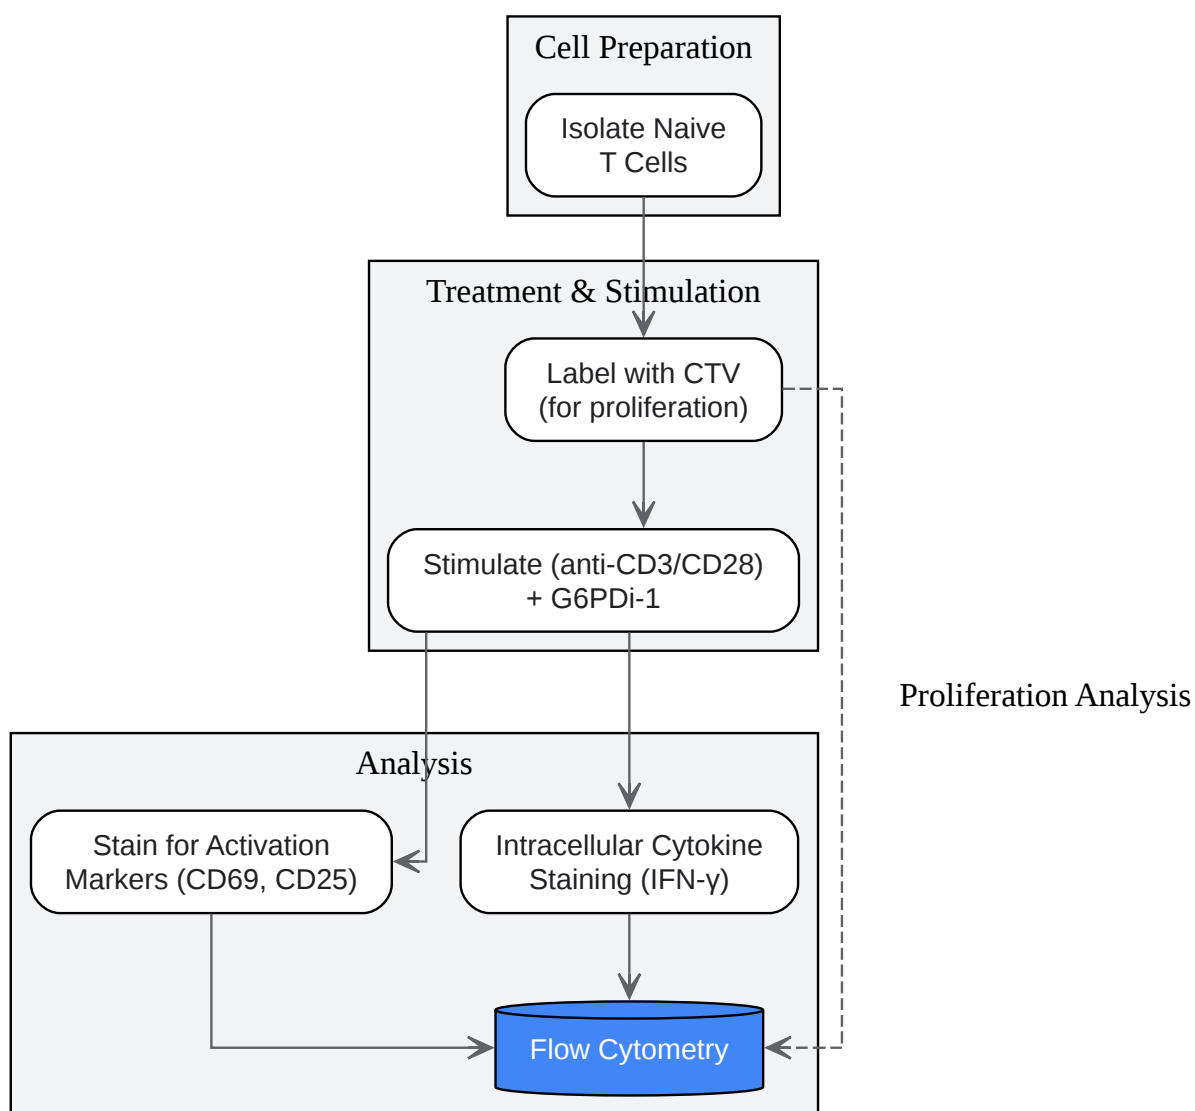 Cell Preparation
Isolate Naive
T Cells
Treatment & Stimulation
Label with CTV
(for proliferation)
Stimulate (anti-CD3/CD28)
+ G6PDi-1
Proliferation Analysis
Analysis
Stain for Activation
Markers (CD69, CD25)
Intracellular Cytokine
Staining (IFN-γ)
Flow Cytometry